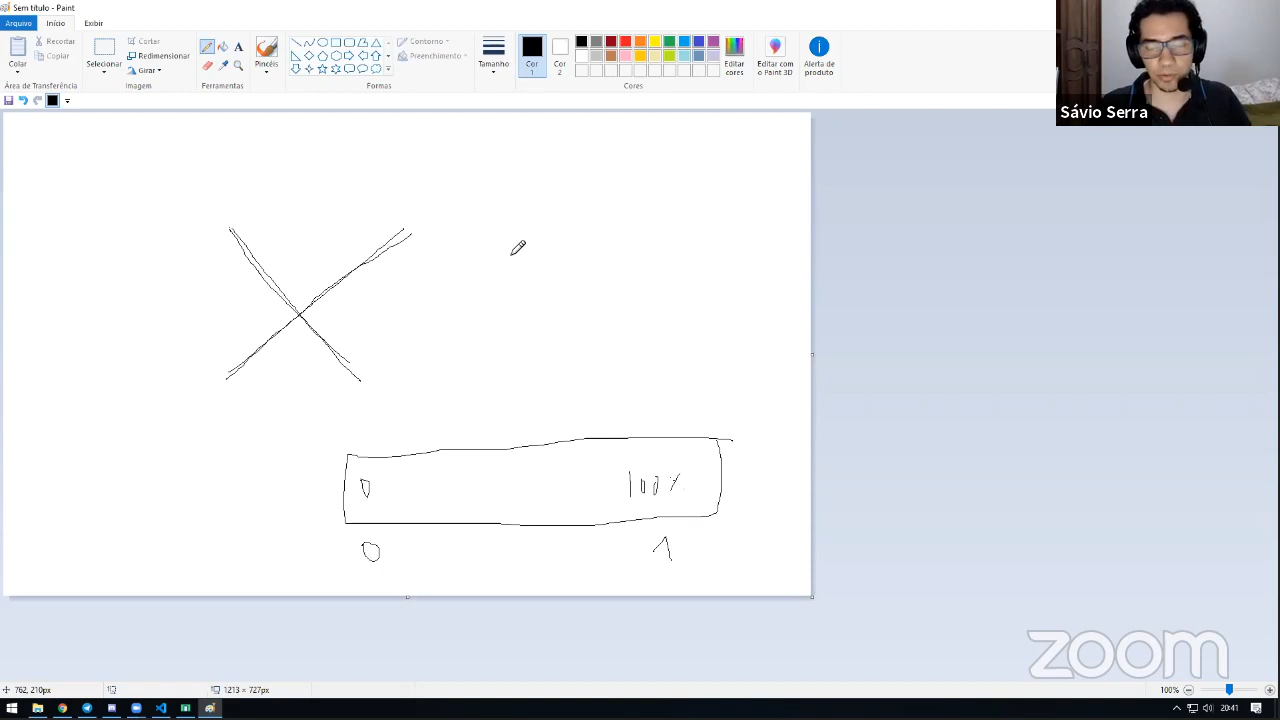 Sem título - Paint
Arquivo Início Exibir
Colar Recortar Copiar
Selecionar Cortar Redimensionar Girar
Pincéis
Contorno
Preenchimento
Tamanho
Cor 1
Cor 2
Editar cores
Editar com o Paint 3D
Alerta de produto
Área de Transferência Imagem Ferramentas Formas Cores
Sávio Serra
0 100%
0 1
zoom
762, 210px 1213 × 727px 100%
20:41